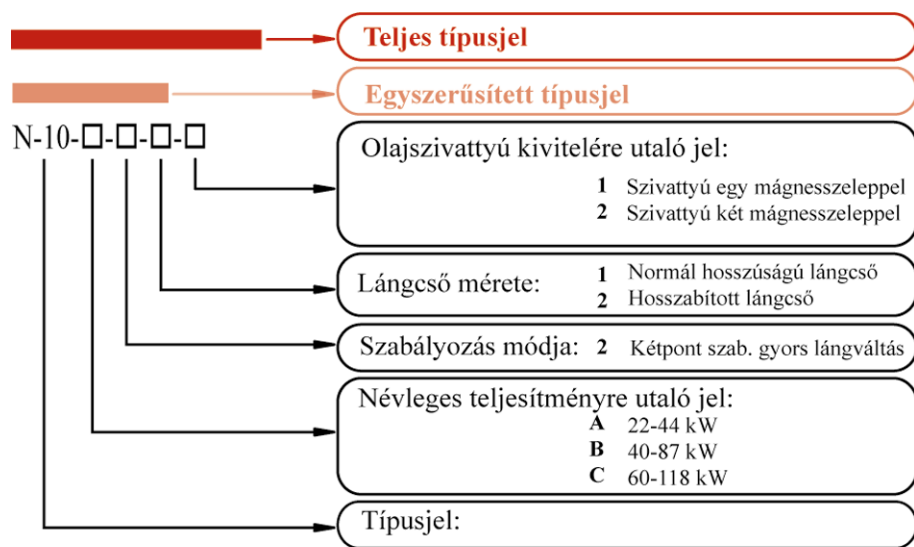 Teljes típusjel
Egyszerűsített típusjel
N-10-□-□-□-□
Olajszivattyú kivitelére utaló jel:
1 Szivattyú egy mágnesszeleppel
2 Szivattyú két mágnesszeleppel
Lángcső mérete:
1 Normál hosszúságú lángcső
2 Hosszabított lángcső
Szabályozás módja: 2 Kétpont szab. gyors lángváltás
Névleges teljesítményre utaló jel:
A 22-44 kW
B 40-87 kW
C 60-118 kW
Típusjel: